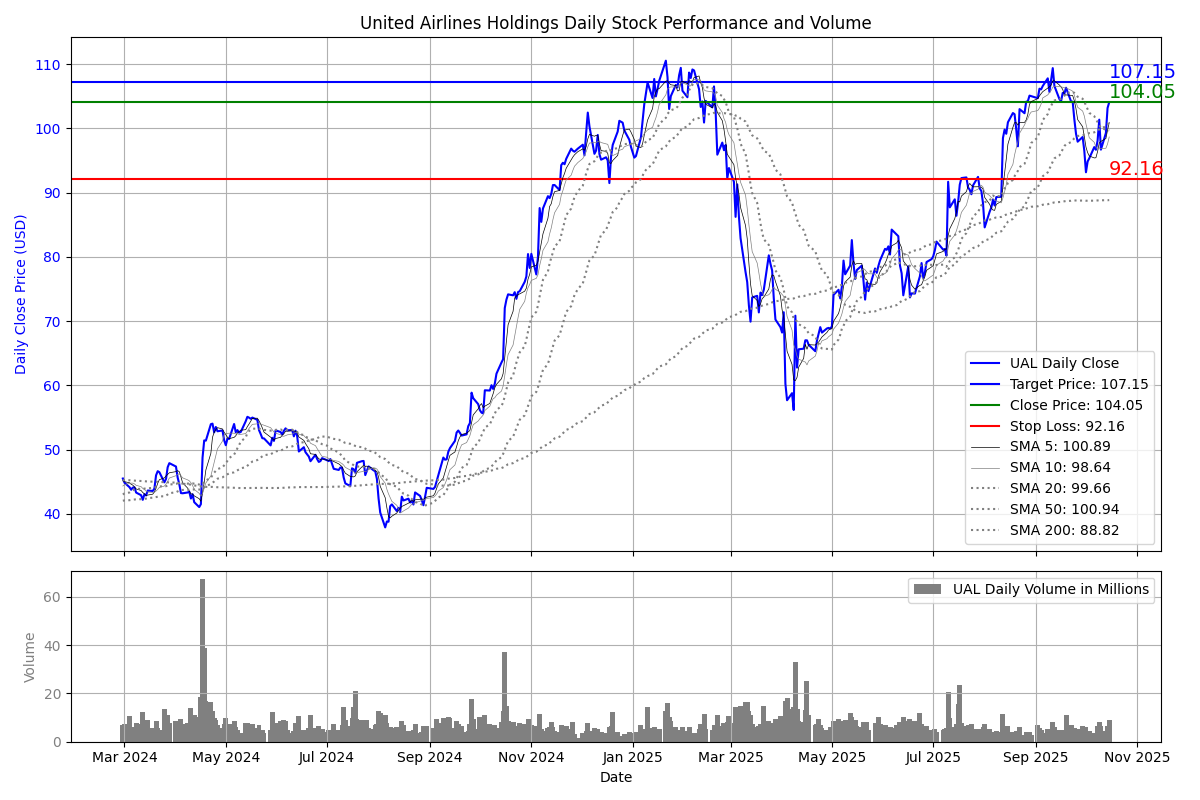 United Airlines Holdings Daily Stock Performance and Volume
Daily Close Price (USD)
110
100
90
80
70
60
50
40
107.15
104.05
92.16
UAL Daily Close
Target Price: 107.15
Close Price: 104.05
Stop Loss: 92.16
SMA 5: 100.89
SMA 10: 98.64
SMA 20: 99.66
SMA 50: 100.94
SMA 200: 88.82
Volume
60
40
20
0
UAL Daily Volume in Millions
Mar 2024 May 2024 Jul 2024 Sep 2024 Nov 2024 Jan 2025 Mar 2025 May 2025 Jul 2025 Sep 2025 Nov 2025
Date